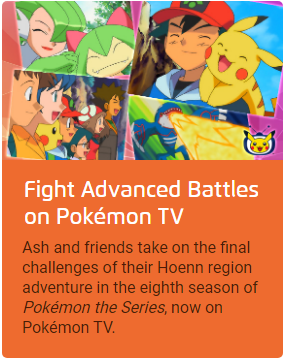 Fight Advanced Battles
on Pokémon TV
Ash and friends take on the final
challenges of their Hoenn region
adventure in the eighth season of
Pokémon the Series, now on
Pokémon TV.